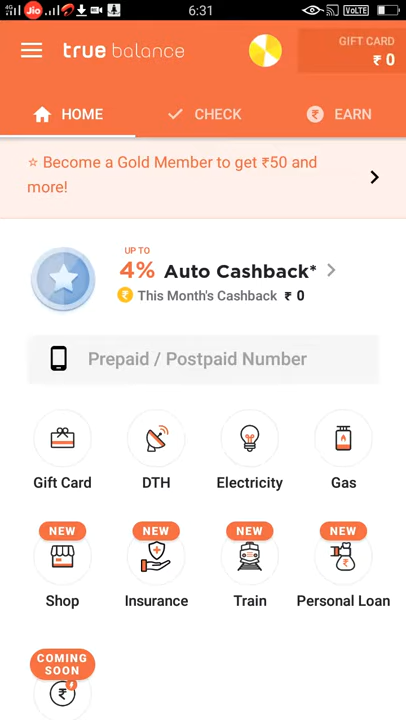 4G Jio 6:31 VoLTE
true balance
GIFT CARD
₹ 0
HOME CHECK EARN
☆ Become a Gold Member to get ₹50 and
more!
UP TO
4% Auto Cashback*
This Month's Cashback ₹ 0
Prepaid / Postpaid Number
Gift Card DTH Electricity Gas
NEW NEW NEW NEW
Shop Insurance Train Personal Loan
COMING
SOON